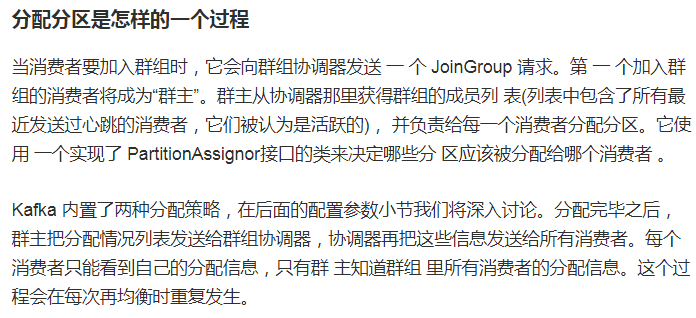 分配分区是怎样的一个过程
当消费者要加入群组时，它会向群组协调器发送 一 个 JoinGroup 请求。第 一 个加入群
组的消费者将成为“群主”。群主从协调器那里获得群组的成员列 表(列表中包含了所有最
近发送过心跳的消费者，它们被认为是活跃的)， 并负责给每一个消费者分配分区。它使
用 一个实现了 PartitionAssignor接口的类来决定哪些分 区应该被分配给哪个消费者 。
Kafka 内置了两种分配策略，在后面的配置参数小节我们将深入讨论。分配完毕之后，
群主把分配情况列表发送给群组协调器，协调器再把这些信息发送给所有消费者。每个
消费者只能看到自己的分配信息，只有群 主知道群组 里所有消费者的分配信息。这个过
程会在每次再均衡时重复发生。